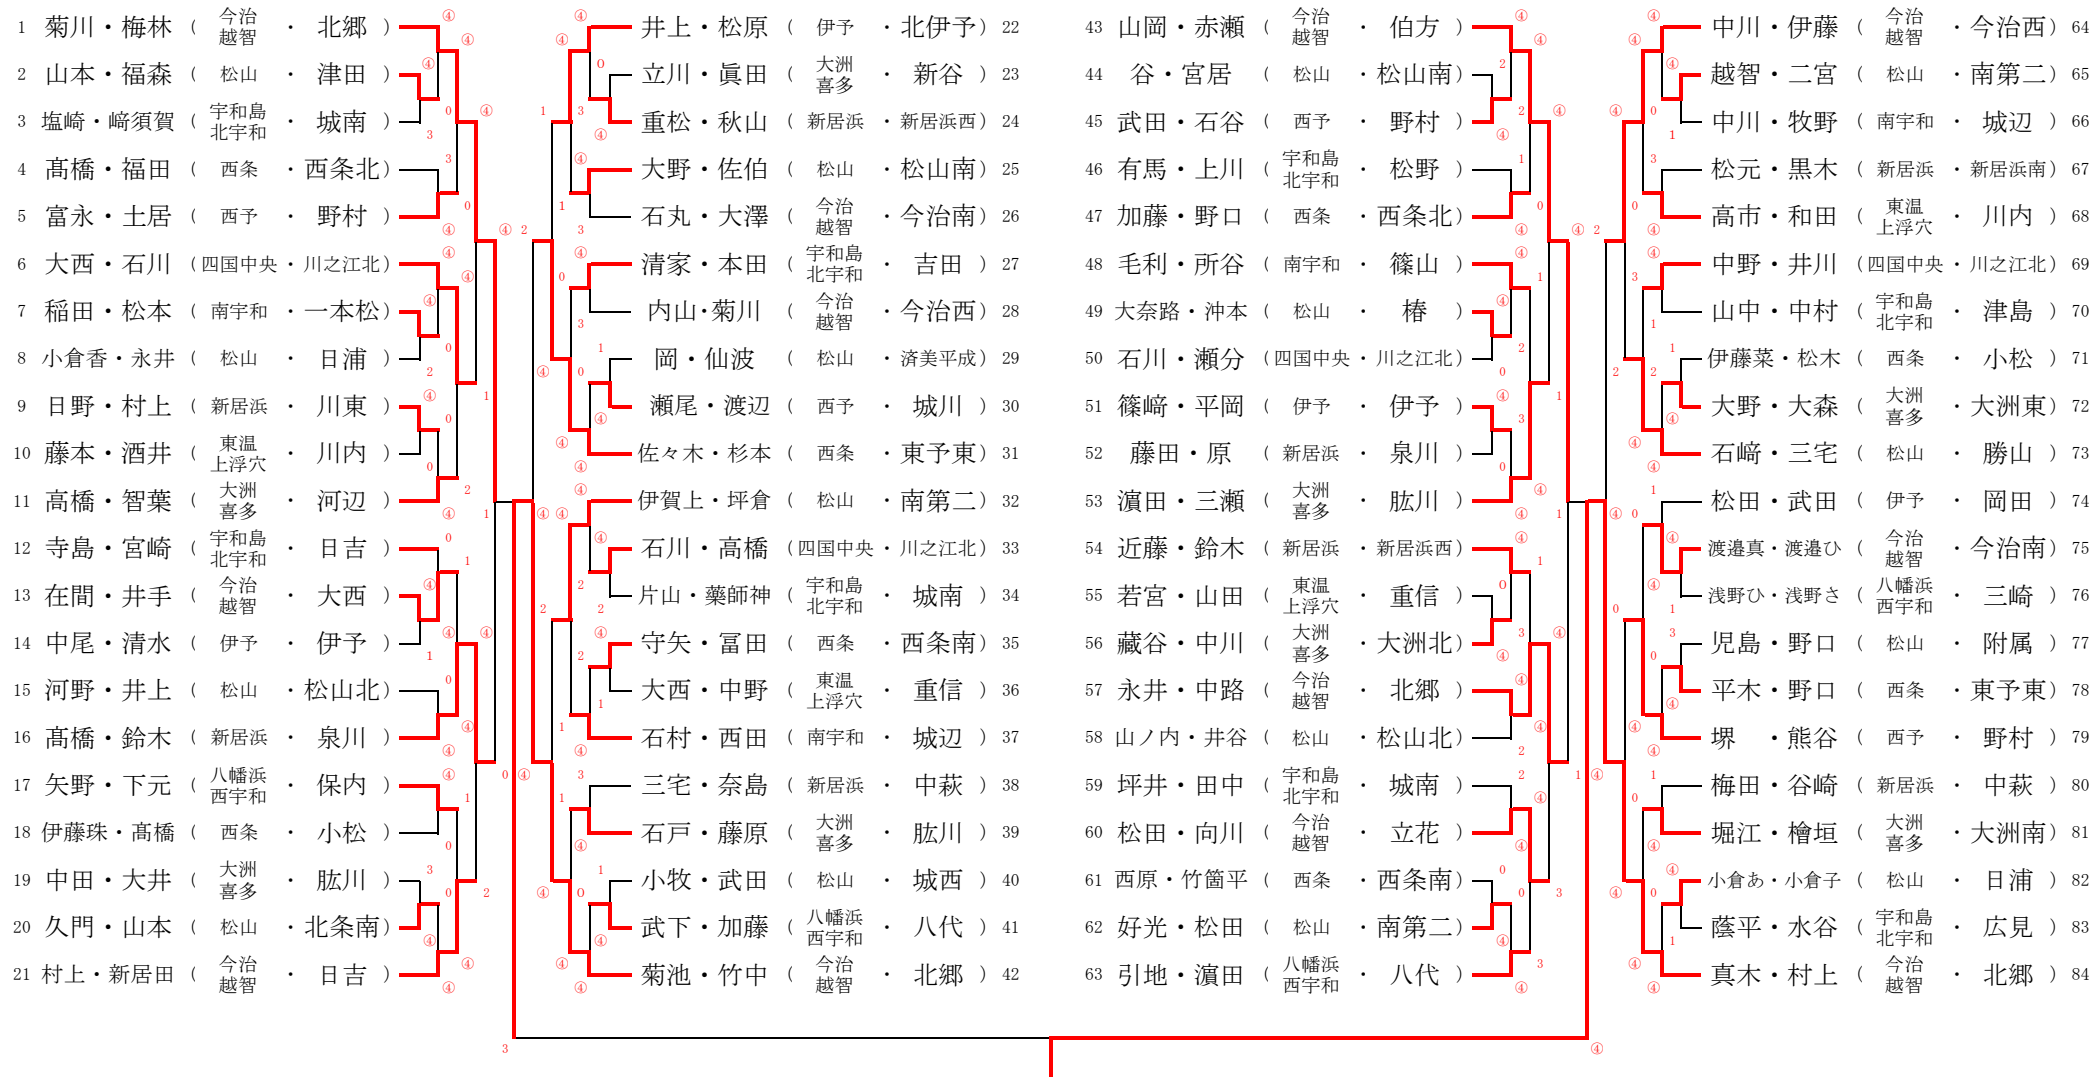 1 菊川・梅林 ( 今治越智 ・ 北郷 )
2 山本・福森 ( 松山 ・ 津田 )
3 塩崎・﨑須賀 ( 宇和島北宇和 ・ 城南 )
4 髙橋・福田 ( 西条 ・ 西条北 )
5 富永・土居 ( 西予 ・ 野村 )
6 大西・石川 ( 四国中央 ・ 川之江北 )
7 稲田・松本 ( 南宇和 ・ 一本松 )
8 小倉香・永井 ( 松山 ・ 日浦 )
9 日野・村上 ( 新居浜 ・ 川東 )
10 藤本・酒井 ( 東温上浮穴 ・ 川内 )
11 高橋・智葉 ( 大洲喜多 ・ 河辺 )
12 寺島・宮崎 ( 宇和島北宇和 ・ 日吉 )
13 在間・井手 ( 今治越智 ・ 大西 )
14 中尾・清水 ( 伊予 ・ 伊予 )
15 河野・井上 ( 松山 ・ 松山北 )
16 髙橋・鈴木 ( 新居浜 ・ 泉川 )
17 矢野・下元 ( 八幡浜西宇和 ・ 保内 )
18 伊藤珠・髙橋 ( 西条 ・ 小松 )
19 中田・大井 ( 大洲喜多 ・ 肱川 )
20 久門・山本 ( 松山 ・ 北条南 )
21 村上・新居田 ( 今治越智 ・ 日吉 )
井上・松原 ( 伊予 ・ 北伊予 ) 22
立川・眞田 ( 大洲喜多 ・ 新谷 ) 23
重松・秋山 ( 新居浜 ・ 新居浜西 ) 24
大野・佐伯 ( 松山 ・ 松山南 ) 25
石丸・大澤 ( 今治越智 ・ 今治南 ) 26
清家・本田 ( 宇和島北宇和 ・ 吉田 ) 27
内山・菊川 ( 今治越智 ・ 今治西 ) 28
岡・仙波 ( 松山 ・ 済美平成 ) 29
瀬尾・渡辺 ( 西予 ・ 城川 ) 30
佐々木・杉本 ( 西条 ・ 東予東 ) 31
伊賀上・坪倉 ( 松山 ・ 南第二 ) 32
石川・高橋 ( 四国中央 ・ 川之江北 ) 33
片山・藥師神 ( 宇和島北宇和 ・ 城南 ) 34
守矢・冨田 ( 西条 ・ 西条南 ) 35
大西・中野 ( 東温上浮穴 ・ 重信 ) 36
石村・西田 ( 南宇和 ・ 城辺 ) 37
三宅・奈島 ( 新居浜 ・ 中萩 ) 38
石戸・藤原 ( 大洲喜多 ・ 肱川 ) 39
小牧・武田 ( 松山 ・ 城西 ) 40
武下・加藤 ( 八幡浜西宇和 ・ 八代 ) 41
菊池・竹中 ( 今治越智 ・ 北郷 ) 42
43 山岡・赤瀬 ( 今治越智 ・ 伯方 )
44 谷・宮居 ( 松山 ・ 松山南 )
45 武田・石谷 ( 西予 ・ 野村 )
46 有馬・上川 ( 宇和島北宇和 ・ 松野 )
47 加藤・野口 ( 西条 ・ 西条北 )
48 毛利・所谷 ( 南宇和 ・ 篠山 )
49 大奈路・沖本 ( 松山 ・ 椿 )
50 石川・瀬分 ( 四国中央 ・ 川之江北 )
51 篠﨑・平岡 ( 伊予 ・ 伊予 )
52 藤田・原 ( 新居浜 ・ 泉川 )
53 濵田・三瀬 ( 大洲喜多 ・ 肱川 )
54 近藤・鈴木 ( 新居浜 ・ 新居浜西 )
55 若宮・山田 ( 東温上浮穴 ・ 重信 )
56 藏谷・中川 ( 大洲喜多 ・ 大洲北 )
57 永井・中路 ( 今治越智 ・ 北郷 )
58 山ノ内・井谷 ( 松山 ・ 松山北 )
59 坪井・田中 ( 宇和島北宇和 ・ 城南 )
60 松田・向川 ( 今治越智 ・ 立花 )
61 西原・竹箇平 ( 西条 ・ 西条南 )
62 好光・松田 ( 松山 ・ 南第二 )
63 引地・濵田 ( 八幡浜西宇和 ・ 八代 )
中川・伊藤 ( 今治越智 ・ 今治西 ) 64
越智・二宮 ( 松山 ・ 南第二 ) 65
中川・牧野 ( 南宇和 ・ 城辺 ) 66
松元・黒木 ( 新居浜 ・ 新居浜南 ) 67
高市・和田 ( 東温上浮穴 ・ 川内 ) 68
中野・井川 ( 四国中央 ・ 川之江北 ) 69
山中・中村 ( 宇和島北宇和 ・ 津島 ) 70
伊藤菜・松木 ( 西条 ・ 小松 ) 71
大野・大森 ( 大洲喜多 ・ 大洲東 ) 72
石﨑・三宅 ( 松山 ・ 勝山 ) 73
松田・武田 ( 伊予 ・ 岡田 ) 74
渡邉真・渡邉ひ ( 今治越智 ・ 今治南 ) 75
浅野ひ・浅野さ ( 八幡浜西宇和 ・ 三崎 ) 76
児島・野口 ( 松山 ・ 附属 ) 77
平木・野口 ( 西条 ・ 東予東 ) 78
堺 ・熊谷 ( 西予 ・ 野村 ) 79
梅田・谷崎 ( 新居浜 ・ 中萩 ) 80
堀江・檜垣 ( 大洲喜多 ・ 大洲南 ) 81
小倉あ・小倉子 ( 松山 ・ 日浦 ) 82
蔭平・水谷 ( 宇和島北宇和 ・ 広見 ) 83
真木・村上 ( 今治越智 ・ 北郷 ) 84
3
④